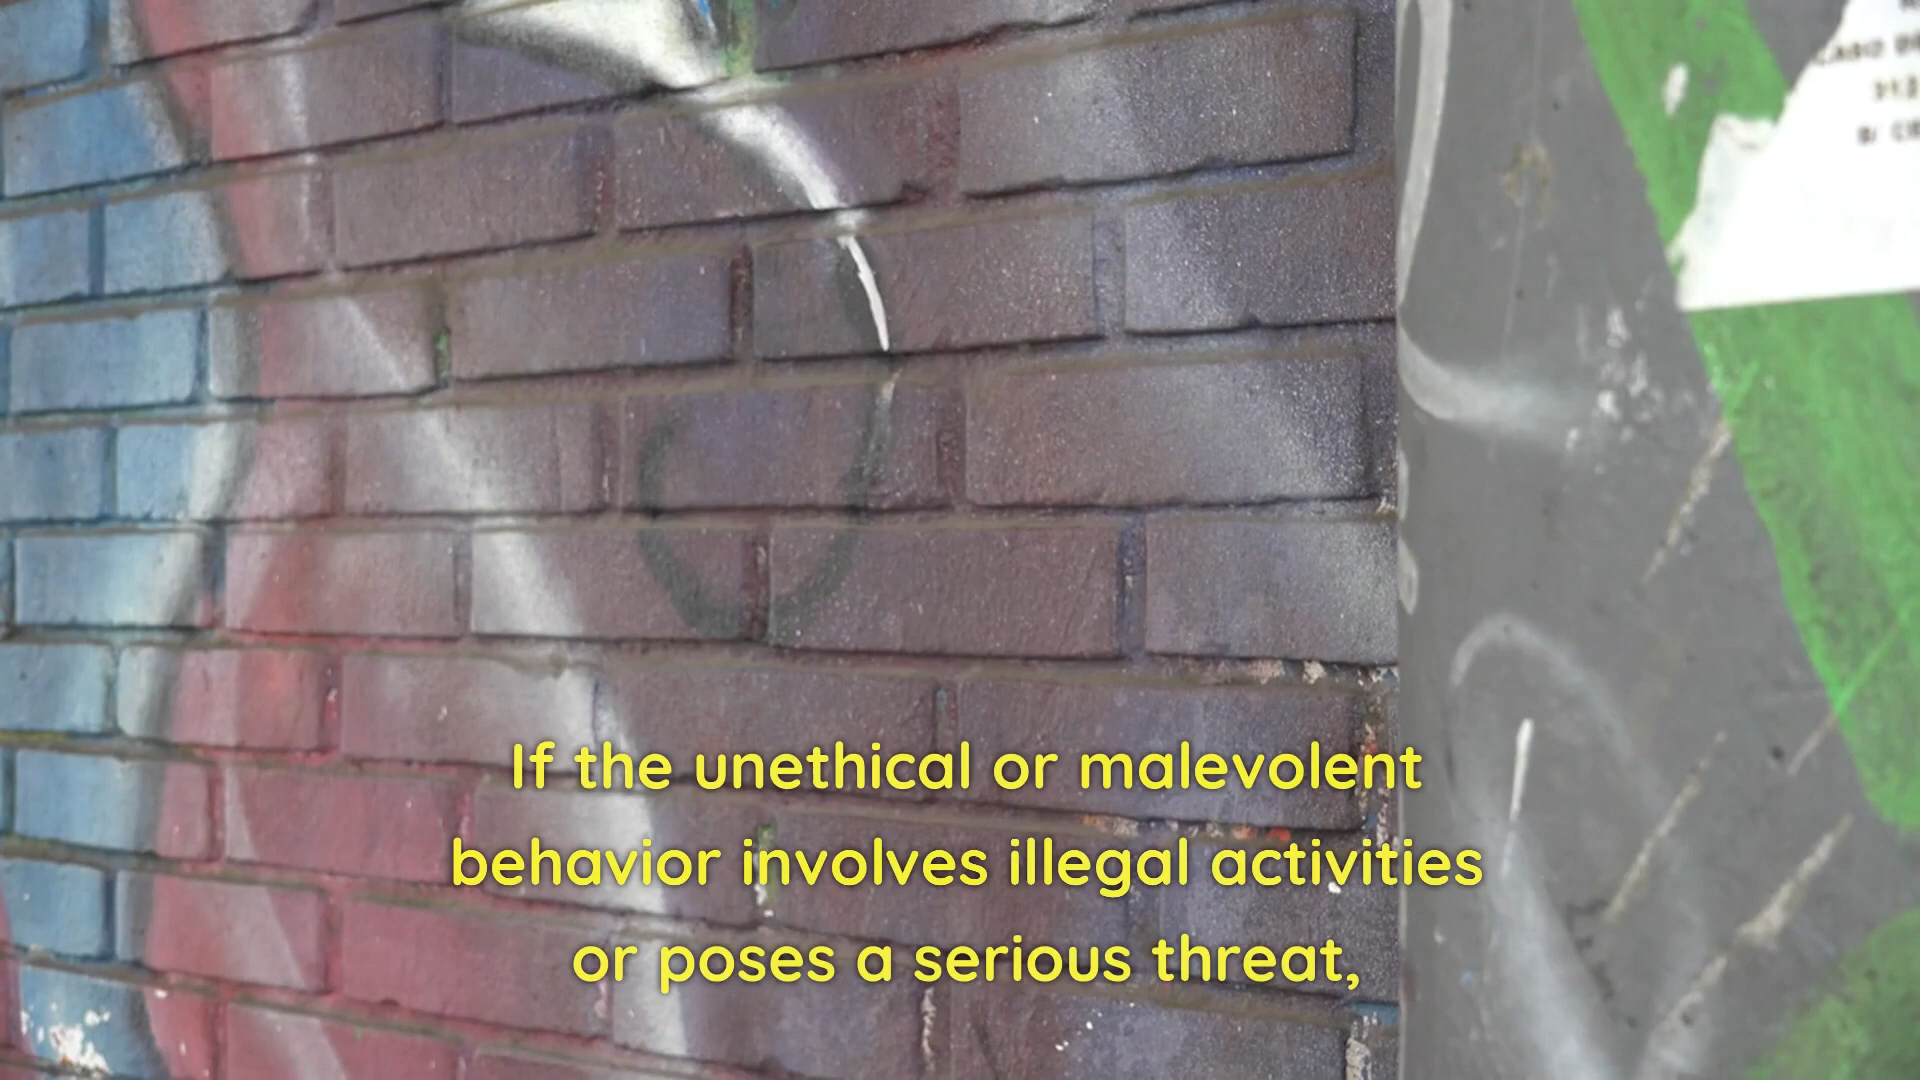 If the unethical or malevolent
behavior involves illegal activities
or poses a serious threat,